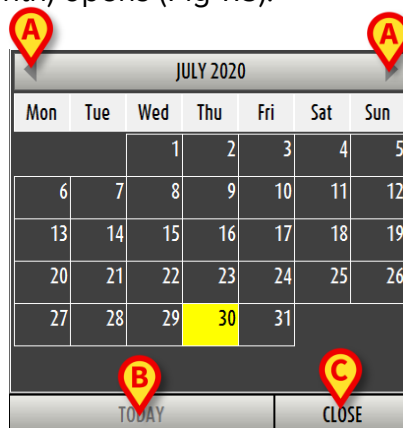 opens (Fig
A A
JULY 2020
Mon Tue Wed Thu Fri Sat Sun
1 2 3 4 5
6 7 8 9 10 11 12
13 14 15 16 17 18 19
20 21 22 23 24 25 26
27 28 29 30 31
B C
TODAY CLOSE